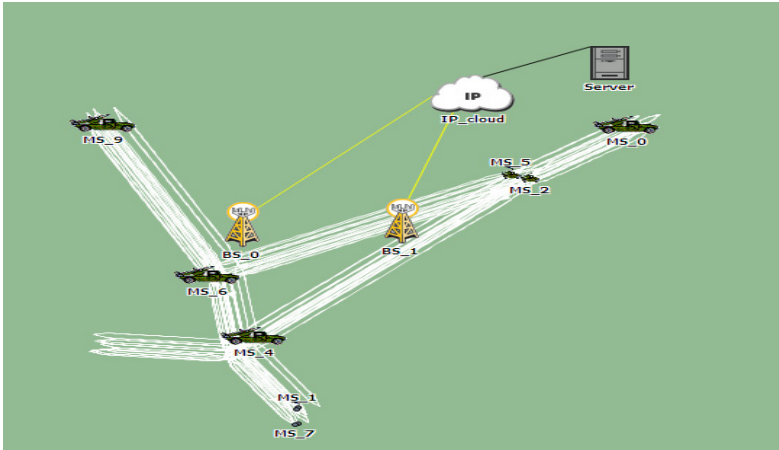 IP
Server
IP_cloud
MS_9
MS_0
MS_5
MS_2
BS_0
BS_1
MS_6
MS_4
MS_1
MS_7